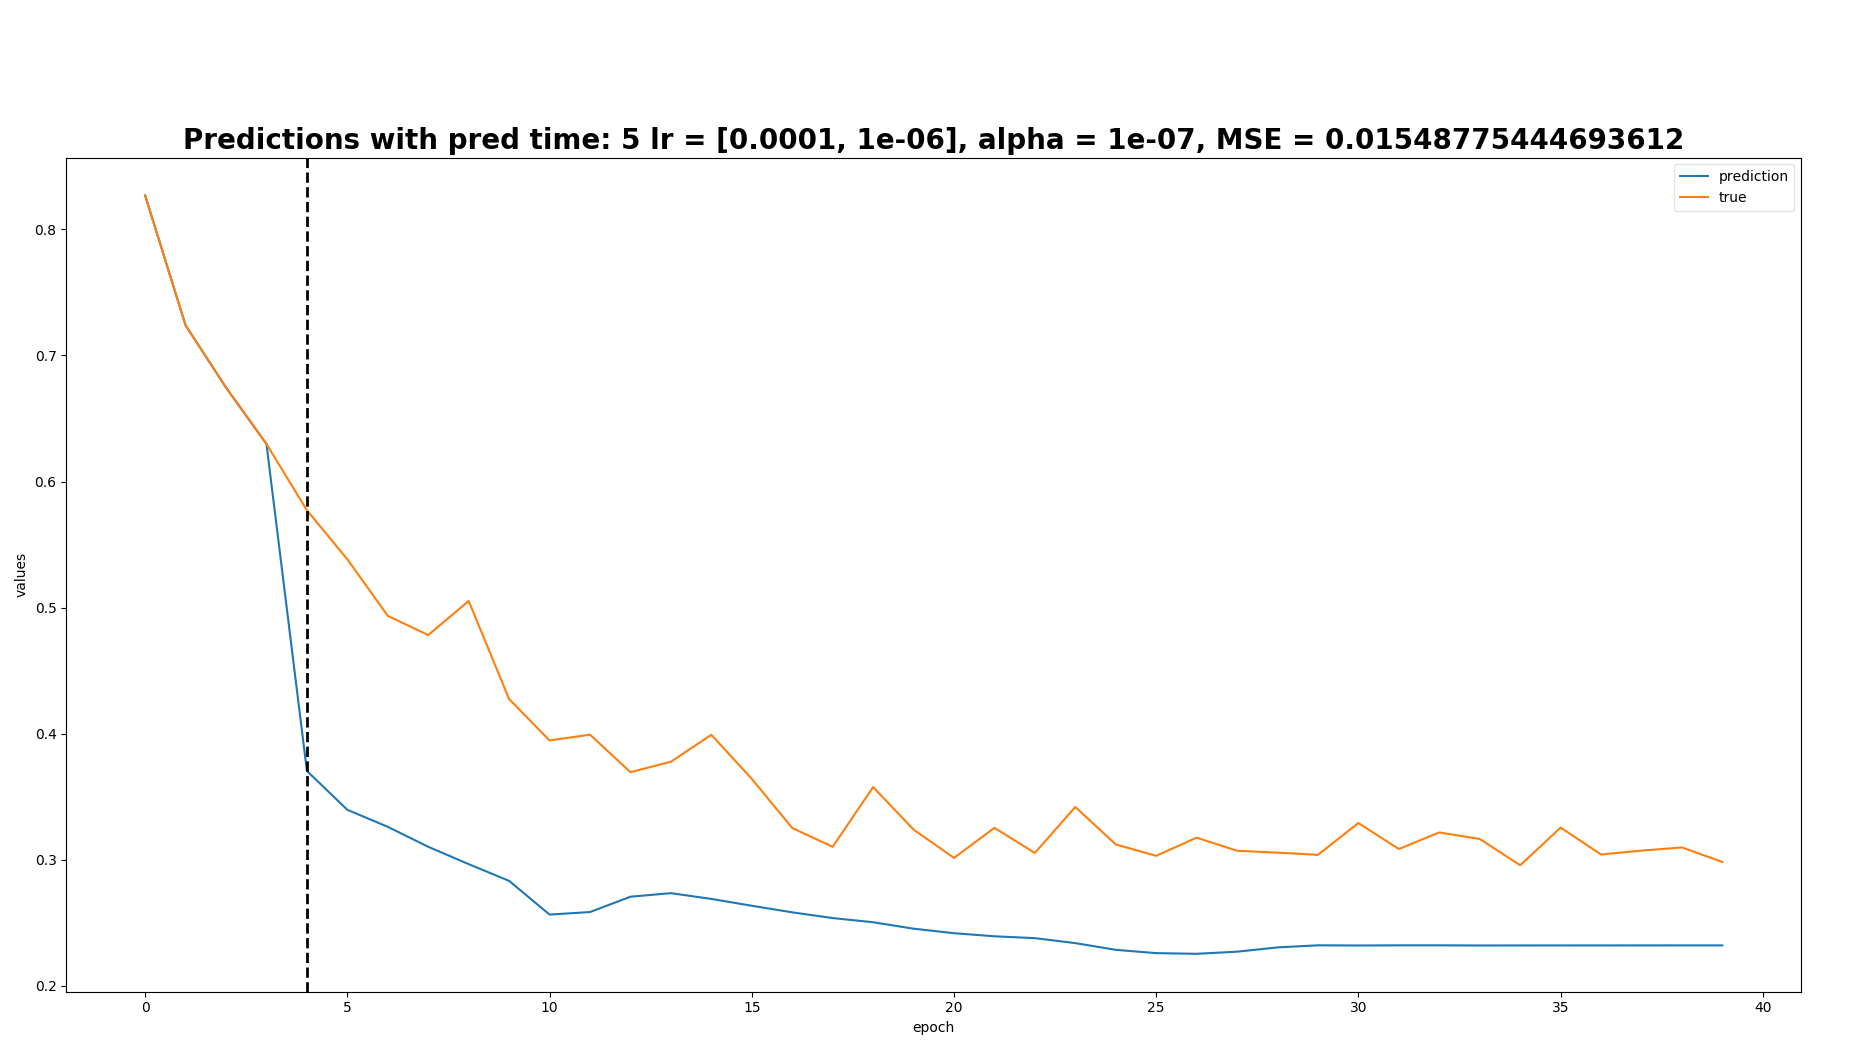 Predictions with pred time: 5 lr = [0.0001, 1e-06], alpha = 1e-07, MSE = 0.01548775444693612
prediction
true
0.8
0.7
0.6
0.5
0.4
0.3
0.2
values
0 5 10 15 20 25 30 35 40
epoch